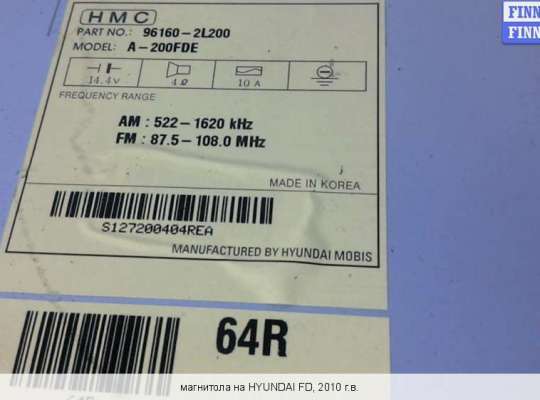 HMC
PART NO.: 96160-2L200
MODEL: A-200FDE
14.4V 4Ω 10A
FREQUENCY RANGE
AM : 522-1620 kHz
FM : 87.5-108.0 MHz
MADE IN KOREA
S127200404REA
MANUFACTURED BY HYUNDAI MOBIS
64R
FINN
FINN
магнитола на HYUNDAI FD, 2010 г.в.